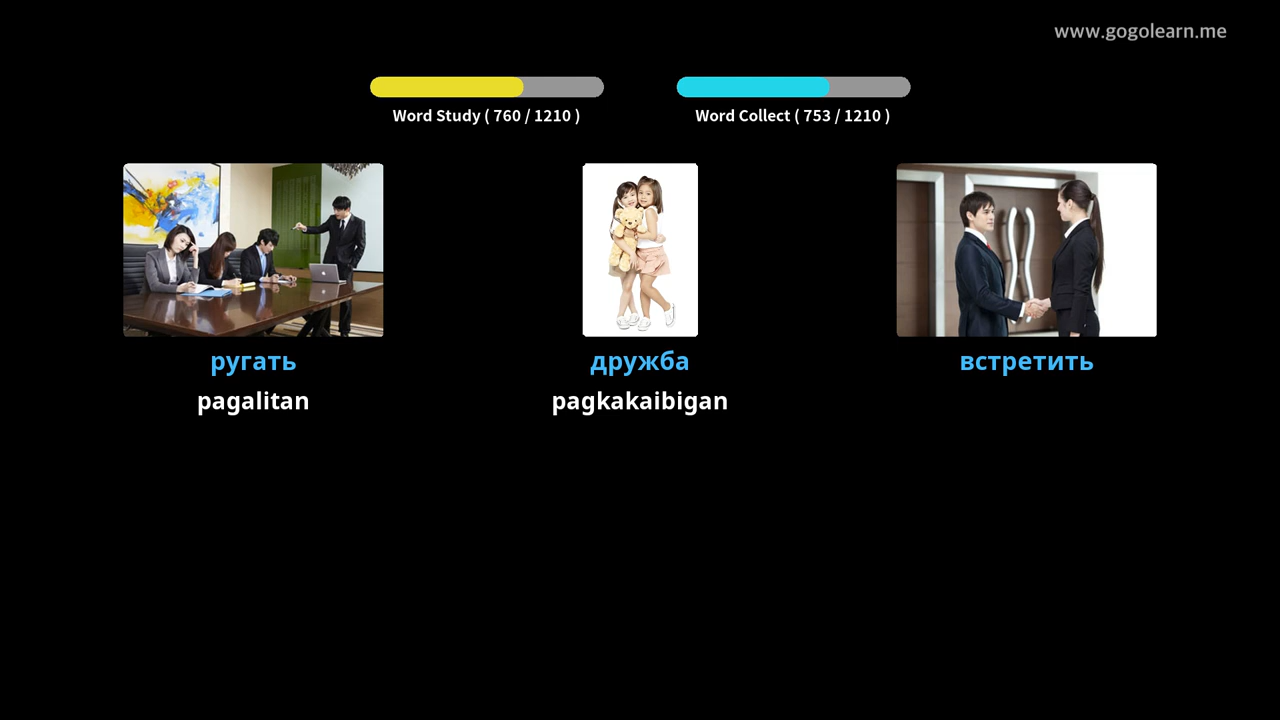 www.gogolearn.me
Word Study ( 760 / 1210 )
Word Collect ( 753 / 1210 )
ругать
дружба
встретить
pagalitan
pagkakaibigan